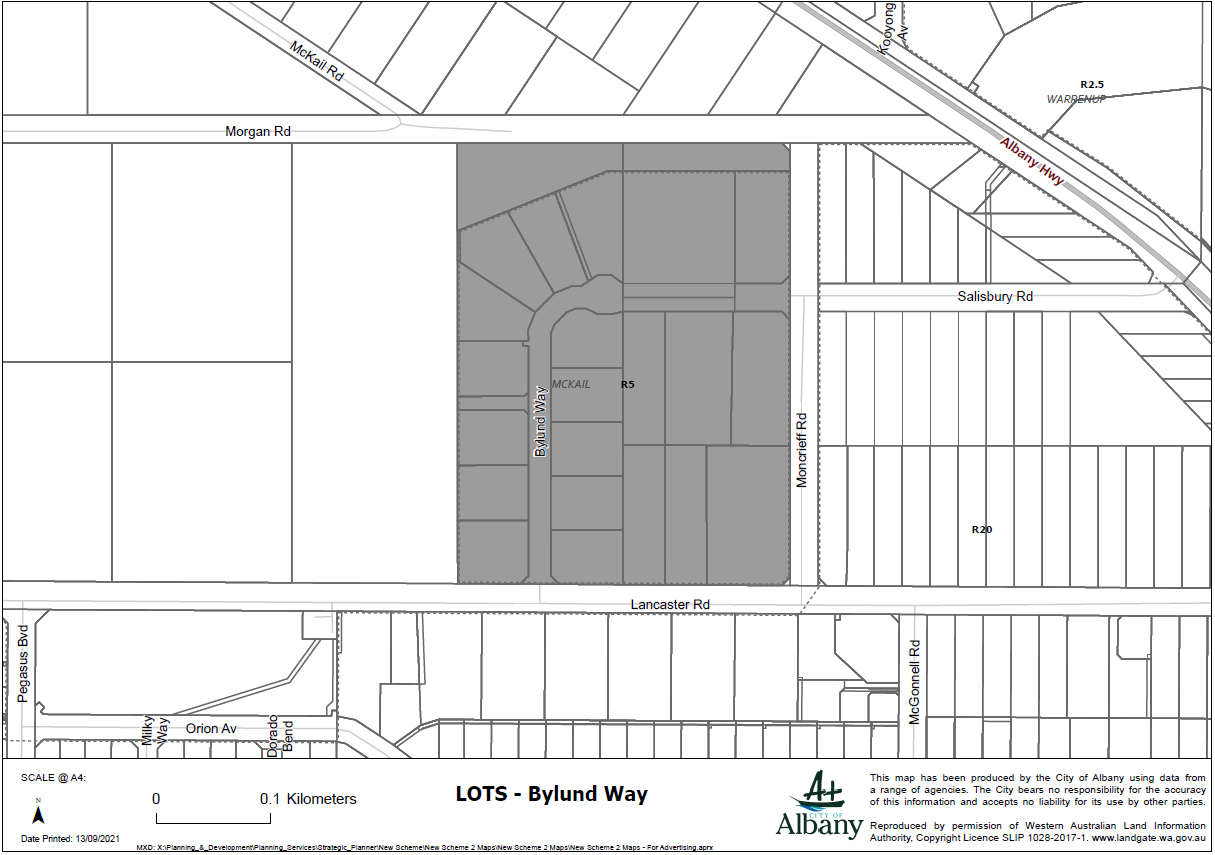 Kooyong
Av
McKail Rd
R2.5
WARRENUP
Morgan Rd
Albany Hwy
Salisbury Rd
MCKAIL
R5
Bylund Way
Moncrieff Rd
R20
Lancaster Rd
Pegasus Bvd
McGonnell Rd
Milky
Way
Orion Av
Dorado
Bend
SCALE @ A4:
N
0 0.1 Kilometers
Date Printed: 13/09/2021
MXD: X:\Planning_&_Development\Planning_Services\Strategic_Planner\New Scheme\New Scheme 2 Maps\New Scheme 2 Maps\New Scheme 2 Maps - For Advertising.aprx
LOTS - Bylund Way
CITY OF
Albany
This map has been produced by the City of Albany using data from
a range of agencies. The City bears no responsibility for the accuracy
of this information and accepts no liability for its use by other parties.
Reproduced by permission of Western Australian Land Information
Authority, Copyright Licence SLIP 1028-2017-1. www.landgate.wa.gov.au